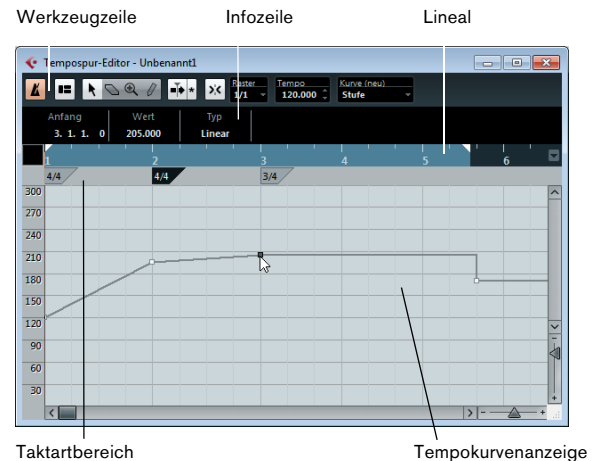 Werkzeugzeile Infozeile Lineal
Tempospur-Editor - Unbenannt1
Raster Tempo Kurve (neu)
1/1 120.000 Stufe
Anfang Wert Typ
3. 1. 1. 0 205.000 Linear
1 2 3 4 5 6
4/4 4/4 3/4
300
270
240
210
180
150
120
90
60
30
Taktartbereich Tempokurvenanzeige